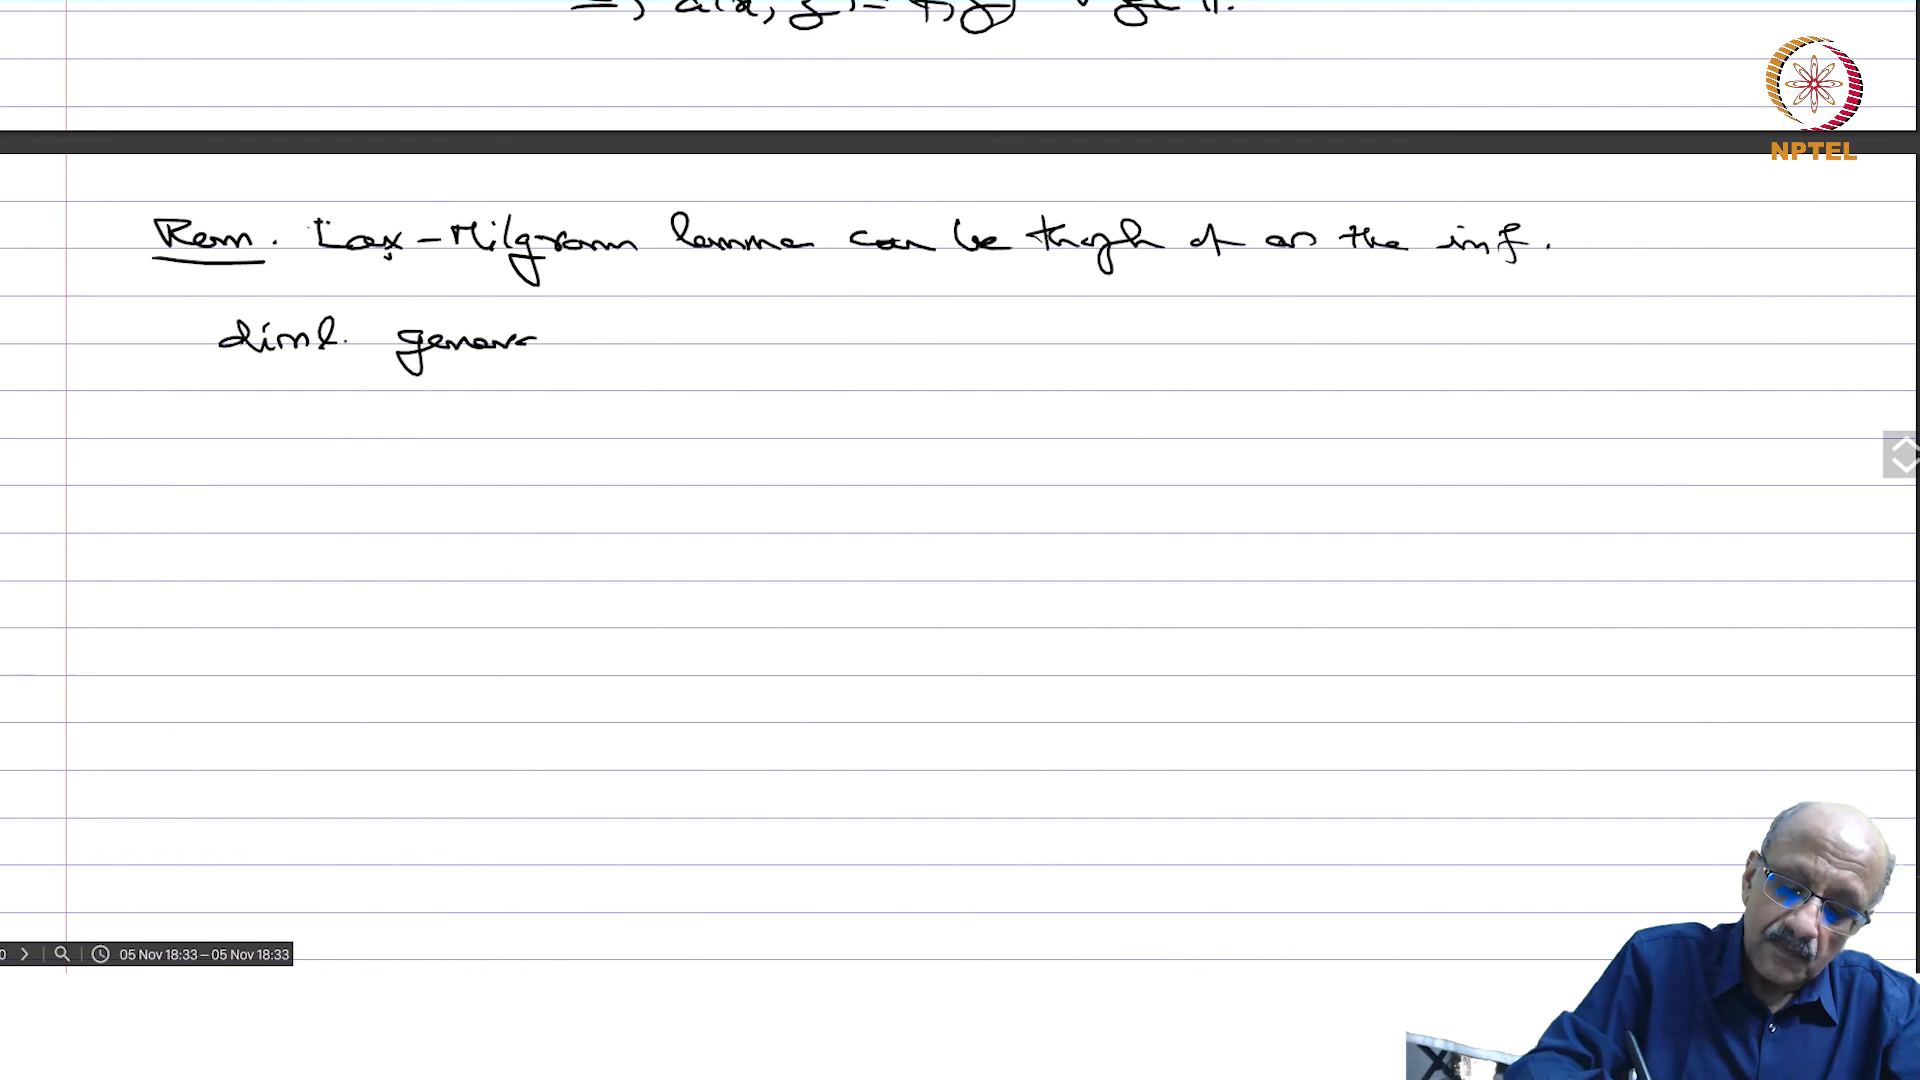 ⇒ a(x, y) = (f, y) ∀ y ∈ H.
NPTEL
Rem. Lax-Milgram lemma can be thogh of as the inf.
diml. genera
05 Nov 18:33 – 05 Nov 18:33